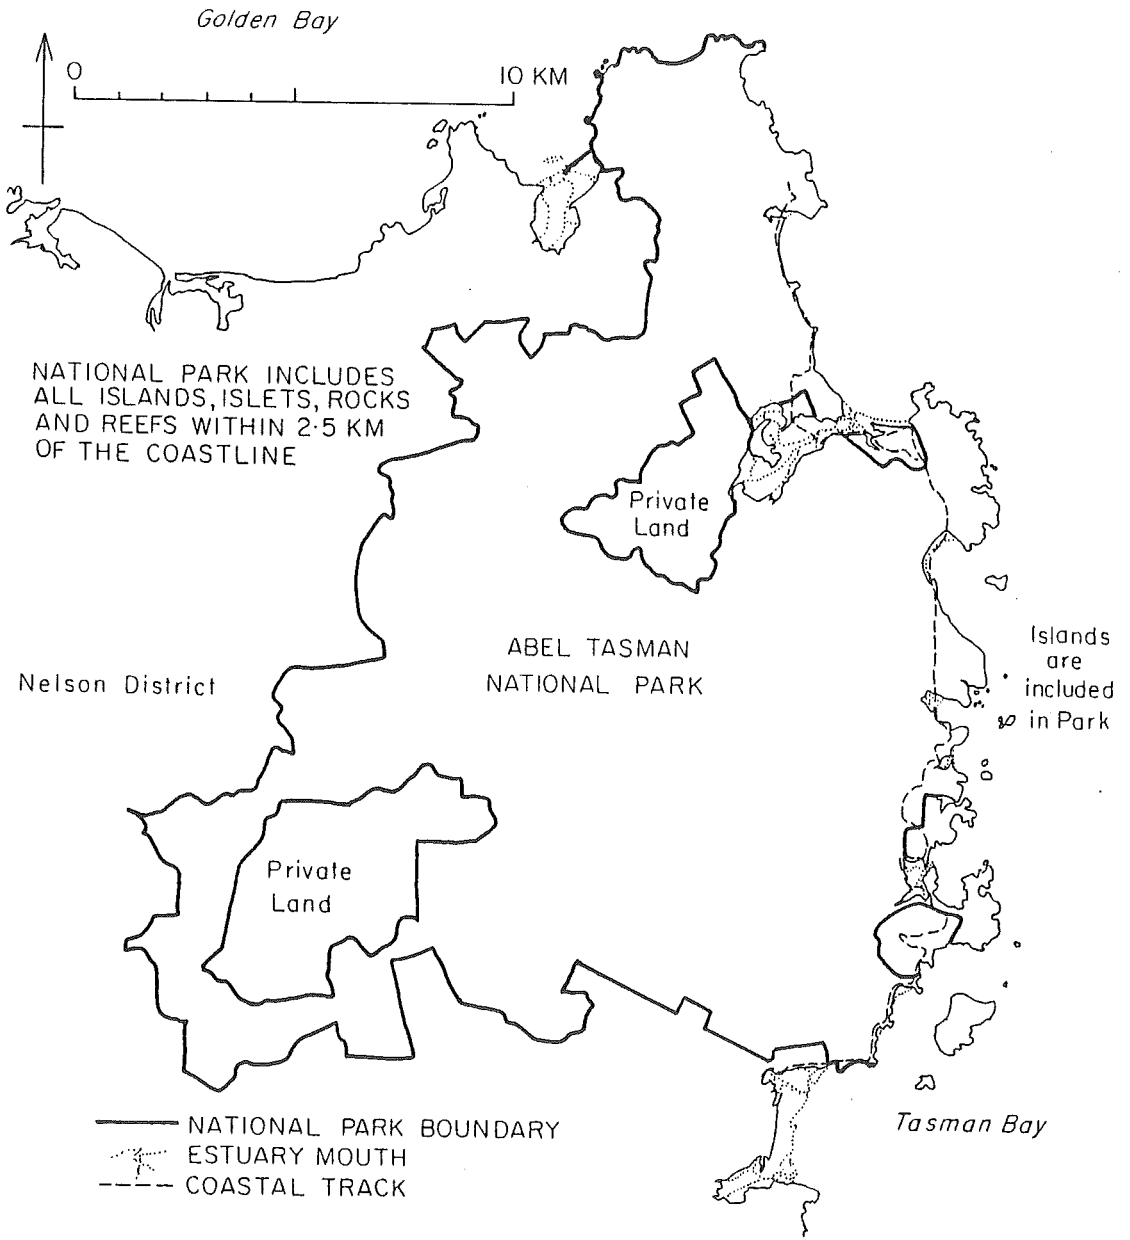 Golden Bay
0 10 KM
NATIONAL PARK INCLUDES
ALL ISLANDS, ISLETS, ROCKS
AND REEFS WITHIN 2·5 KM
OF THE COASTLINE
Private
Land
ABEL TASMAN
NATIONAL PARK
Islands
are
included
in Park
Nelson District
Private
Land
Tasman Bay
NATIONAL PARK BOUNDARY
ESTUARY MOUTH
COASTAL TRACK